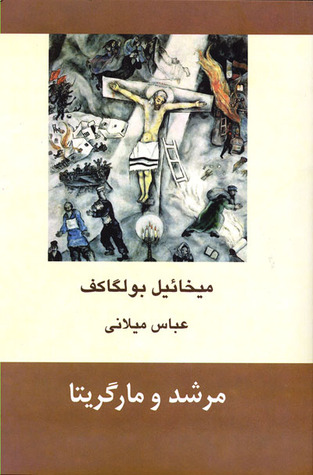 میخائیل بولگاکف
عباس میلانی
مرشد و مارگریتا